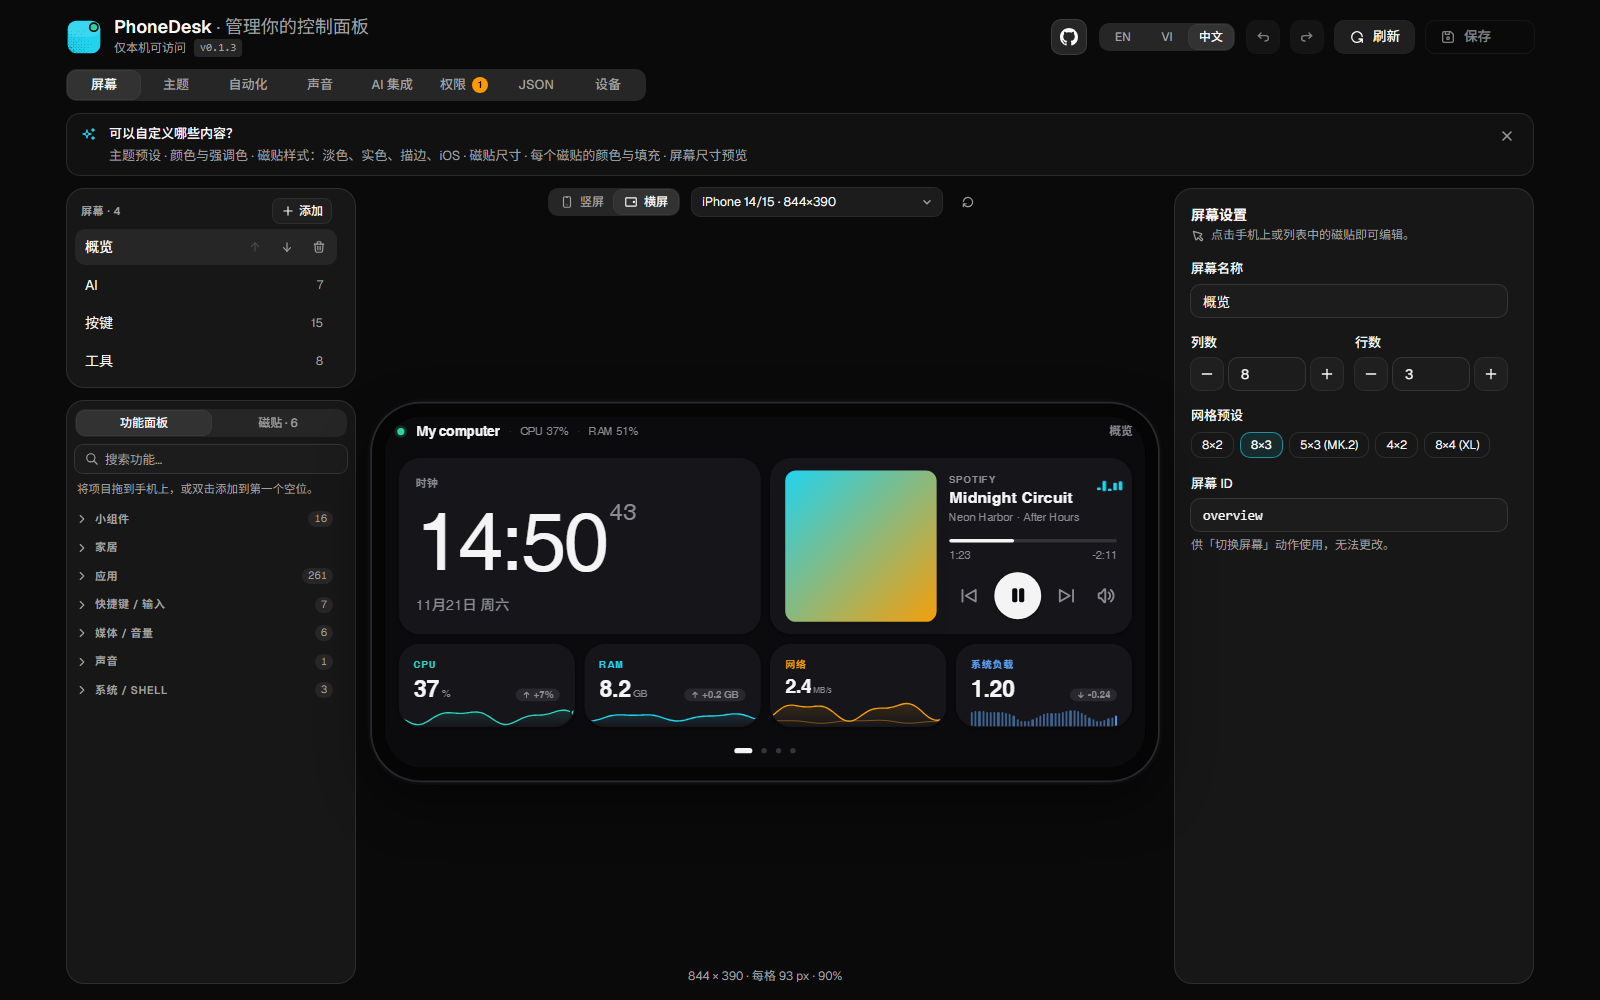 PhoneDesk · 管理你的控制面板
仅本机可访问 v0.1.3
EN VI 中文 刷新 保存
屏幕 主题 自动化 声音 AI 集成 权限 1 JSON 设备
可以自定义哪些内容？
主题预设 · 颜色与强调色 · 磁贴样式：淡色、实色、描边、iOS · 磁贴尺寸 · 每个磁贴的颜色与填充 · 屏幕尺寸预览
屏幕 · 4 添加
概览
AI 7
按键 15
工具 8
功能面板 磁贴 · 6
搜索功能...
将项目拖到手机上，或双击添加到第一个空位。
小组件 16
家居
应用 261
快捷键 / 输入 7
媒体 / 音量 6
声音 1
系统 / SHELL 3
竖屏 横屏 iPhone 14/15 · 844×390
My computer · CPU 37% · RAM 51% 概览
时钟
14:50 43
11月21日 周六
SPOTIFY
Midnight Circuit
Neon Harbor · After Hours
1:23 -2:11
CPU
37 % ↑ +7%
RAM
8.2 GB ↑ +0.2 GB
网络
2.4 MB/s
系统负载
1.20 ↓ -0.24
844 × 390 · 每格 93 px · 90%
屏幕设置
点击手机上或列表中的磁贴即可编辑。
屏幕名称
概览
列数 行数
− 8 + − 3 +
网格预设
8×2 8×3 5×3 (MK.2) 4×2 8×4 (XL)
屏幕 ID
overview
供「切换屏幕」动作使用，无法更改。